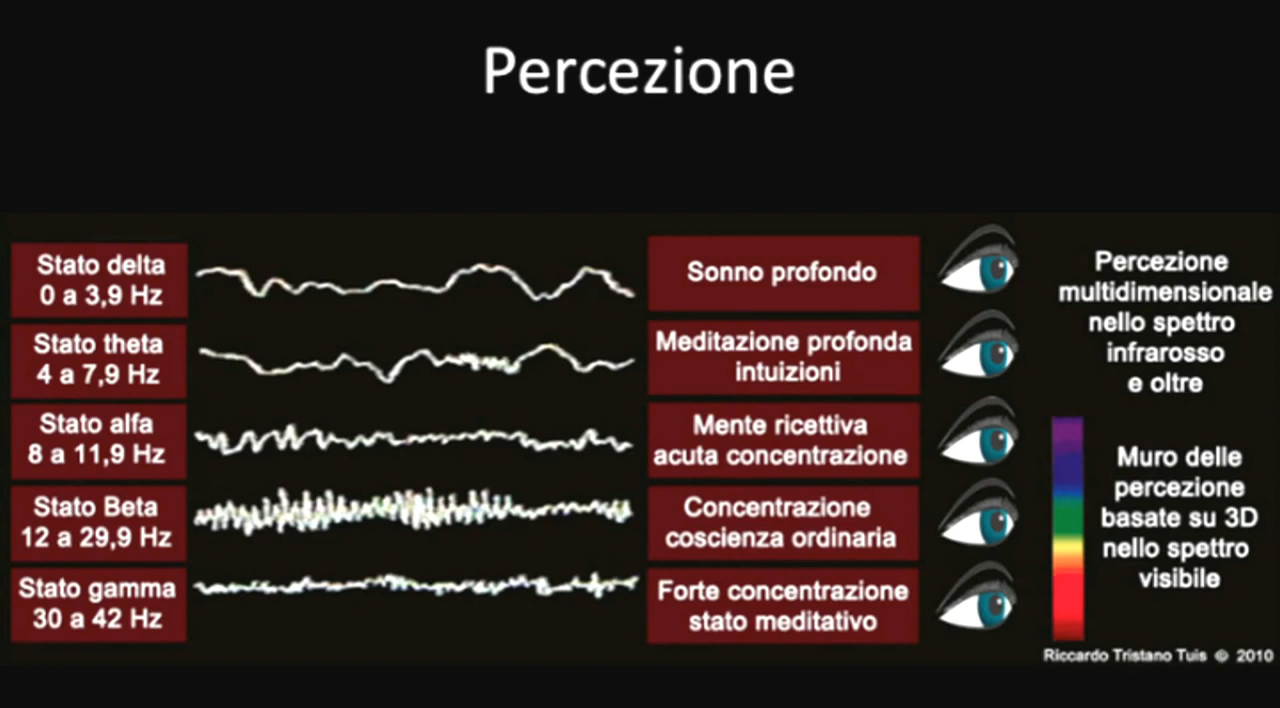 Percezione
Stato delta
0 a 3,9 Hz
Sonno profondo
Stato theta
4 a 7,9 Hz
Meditazione profonda
intuizioni
Stato alfa
8 a 11,9 Hz
Mente ricettiva
acuta concentrazione
Stato Beta
12 a 29,9 Hz
Concentrazione
coscienza ordinaria
Stato gamma
30 a 42 Hz
Forte concentrazione
stato meditativo
Percezione
multidimensionale
nello spettro
infrarosso
e oltre
Muro delle
percezione
basate su 3D
nello spettro
visibile
Riccardo Tristano Tuis © 2010